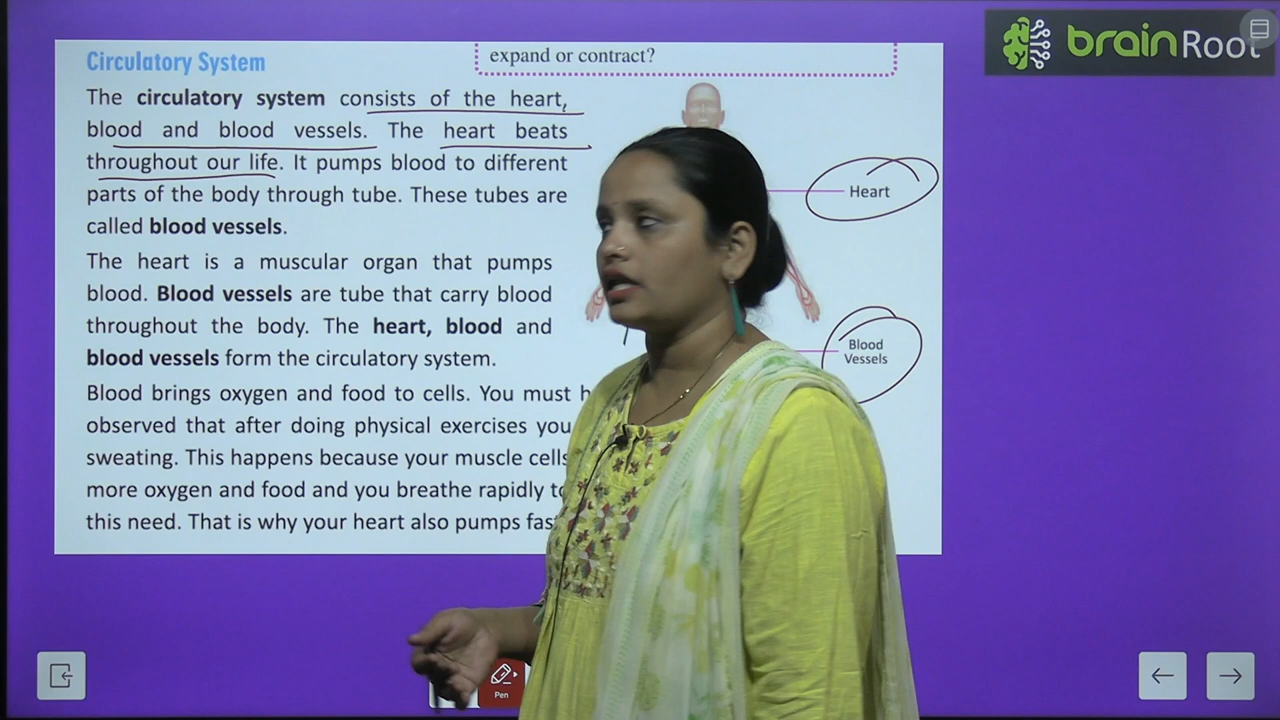 expand or contract?
Circulatory System
The circulatory system consists of the heart,
blood and blood vessels. The heart beats
throughout our life. It pumps blood to different
parts of the body through tube. These tubes are
called blood vessels.
The heart is a muscular organ that pumps
blood. Blood vessels are tube that carry blood
throughout the body. The heart, blood and
blood vessels form the circulatory system.
Blood brings oxygen and food to cells. You must
observed that after doing physical exercises you
sweating. This happens because your muscle cells
more oxygen and food and you breathe rapidly
this need. That is why your heart also pumps
Heart
Blood
Vessels
brainRoot
Pen